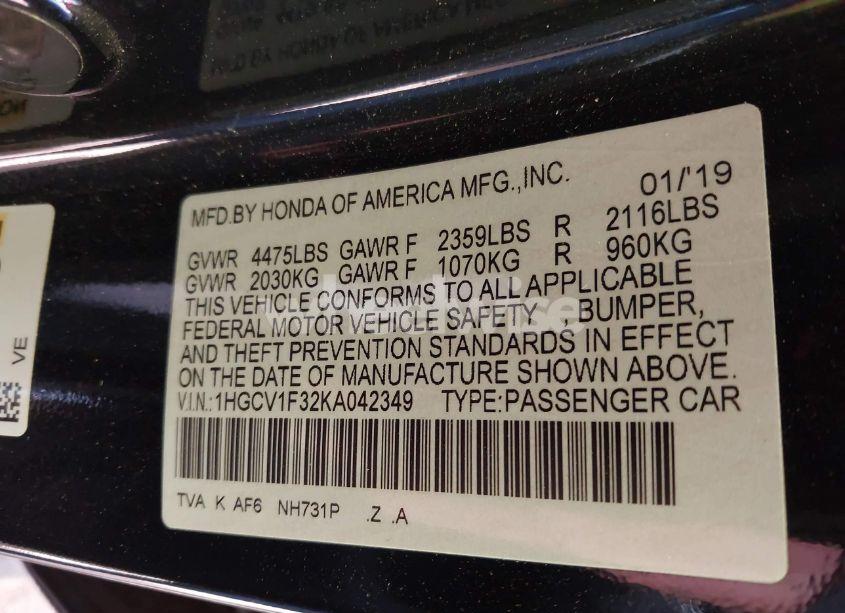 MFD.BY HONDA OF AMERICA MFG.,INC. 01/'19
GVWR 4475LBS GAWR F 2359LBS R 2116LBS
GVWR 2030KG GAWR F 1070KG R 960KG
THIS VEHICLE CONFORMS TO ALL APPLICABLE
FEDERAL MOTOR VEHICLE SAFETY , BUMPER,
AND THEFT PREVENTION STANDARDS IN EFFECT
ON THE DATE OF MANUFACTURE SHOWN ABOVE.
V.I.N.:1HGCV1F32KA042349 TYPE:PASSENGER CAR
TVA K AF6 NH731P .Z .A
VE